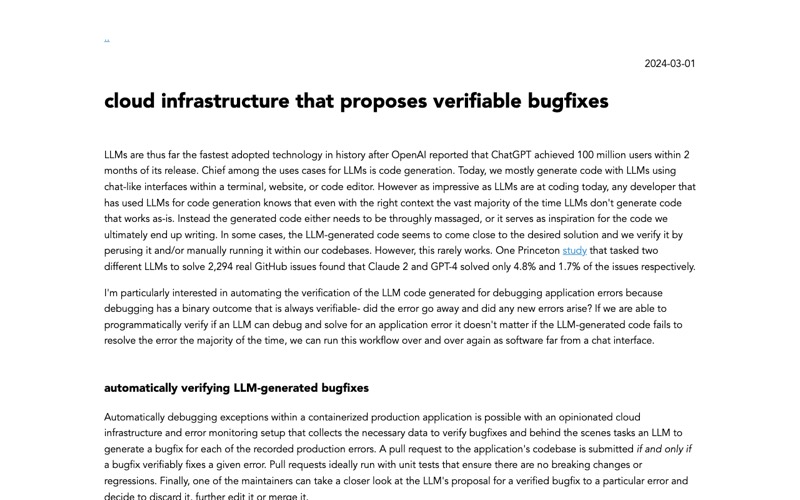 ..
2024-03-01
cloud infrastructure that proposes verifiable bugfixes
LLMs are thus far the fastest adopted technology in history after OpenAI reported that ChatGPT achieved 100 million users within 2
months of its release. Chief among the uses cases for LLMs is code generation. Today, we mostly generate code with LLMs using
chat-like interfaces within a terminal, website, or code editor. However as impressive as LLMs are at coding today, any developer that
has used LLMs for code generation knows that even with the right context the vast majority of the time LLMs don't generate code
that works as-is. Instead the generated code either needs to be throughly massaged, or it serves as inspiration for the code we
ultimately end up writing. In some cases, the LLM-generated code seems to come close to the desired solution and we verify it by
perusing it and/or manually running it within our codebases. However, this rarely works. One Princeton study that tasked two
different LLMs to solve 2,294 real GitHub issues found that Claude 2 and GPT-4 solved only 4.8% and 1.7% of the issues respectively.
I'm particularly interested in automating the verification of the LLM code generated for debugging application errors because
debugging has a binary outcome that is always verifiable- did the error go away and did any new errors arise? If we are able to
programmatically verify if an LLM can debug and solve for an application error it doesn't matter if the LLM-generated code fails to
resolve the error the majority of the time, we can run this workflow over and over again as software far from a chat interface.
automatically verifying LLM-generated bugfixes
Automatically debugging exceptions within a containerized production application is possible with an opinionated cloud
infrastructure and error monitoring setup that collects the necessary data to verify bugfixes and behind the scenes tasks an LLM to
generate a bugfix for each of the recorded production errors. A pull request to the application's codebase is submitted if and only if
a bugfix verifiably fixes a given error. Pull requests ideally run with unit tests that ensure there are no breaking changes or
regressions. Finally, one of the maintainers can take a closer look at the LLM's proposal for a verified bugfix to a particular error and
decide to discard it, further edit it or merge it.